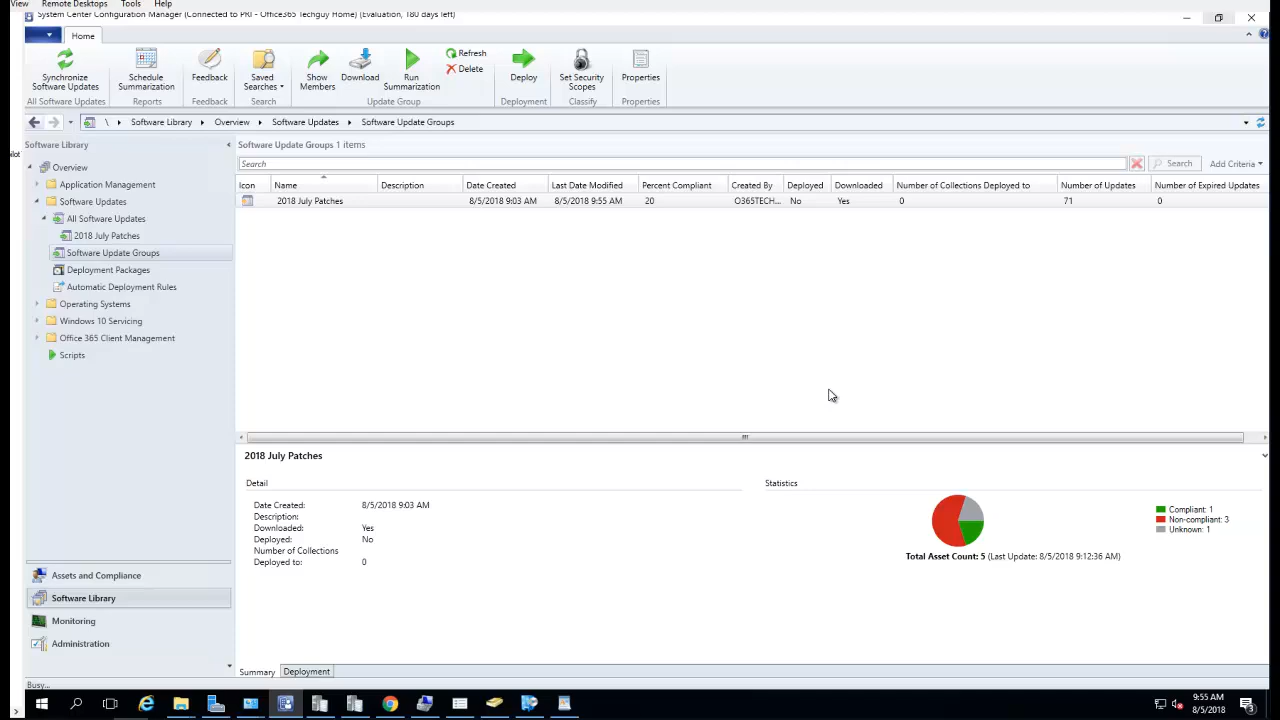 View Remote Desktops Tools Help
System Center Configuration Manager (Connected to PRI - Office365 Techguy Home) (Evaluation, 180 days left)
Home
Synchronize Software Updates
Schedule Summarization
Feedback
Saved Searches
Show Members
Download
Run Summarization
Refresh
Delete
Deploy
Set Security Scopes
Properties
All Software Updates Reports Feedback Search Update Group Deployment Classify Properties
\ Software Library Overview Software Updates Software Update Groups
Software Library
Overview
Application Management
Software Updates
All Software Updates
2018 July Patches
Software Update Groups
Deployment Packages
Automatic Deployment Rules
Operating Systems
Windows 10 Servicing
Office 365 Client Management
Scripts
Assets and Compliance
Software Library
Monitoring
Administration
Software Update Groups 1 items
Search Search Add Criteria
Icon Name Description Date Created Last Date Modified Percent Compliant Created By Deployed Downloaded Number of Collections Deployed to Number of Updates Number of Expired Updates
2018 July Patches 8/5/2018 9:03 AM 8/5/2018 9:55 AM 20 O365TECH... No Yes 0 71 0
2018 July Patches
Detail
Date Created: 8/5/2018 9:03 AM
Description:
Downloaded: Yes
Deployed: No
Number of Collections
Deployed to: 0
Statistics
Compliant: 1
Non-compliant: 3
Unknown: 1
Total Asset Count: 5 (Last Update: 8/5/2018 9:12:36 AM)
Summary Deployment
Busy...
9:55 AM
8/5/2018